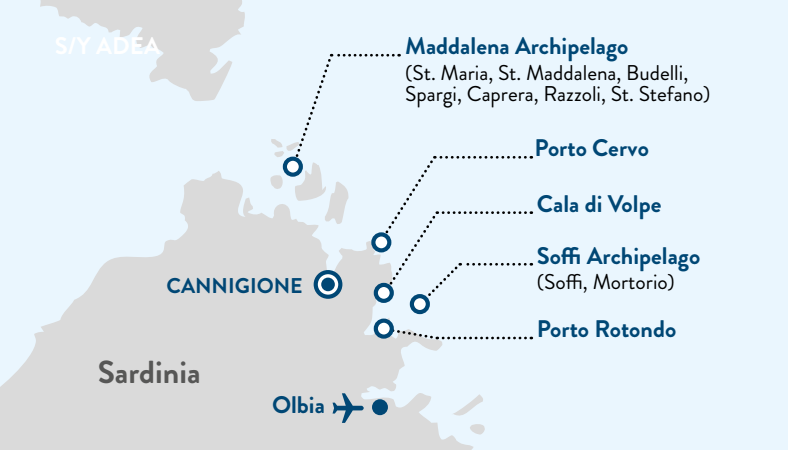 S/Y ADEA
Maddalena Archipelago
(St. Maria, St. Maddalena, Budelli,
Spargi, Caprera, Razzoli, St. Stefano)
Porto Cervo
Cala di Volpe
Soffi Archipelago
(Soffi, Mortorio)
CANNIGIONE
Porto Rotondo
Sardinia
Olbia